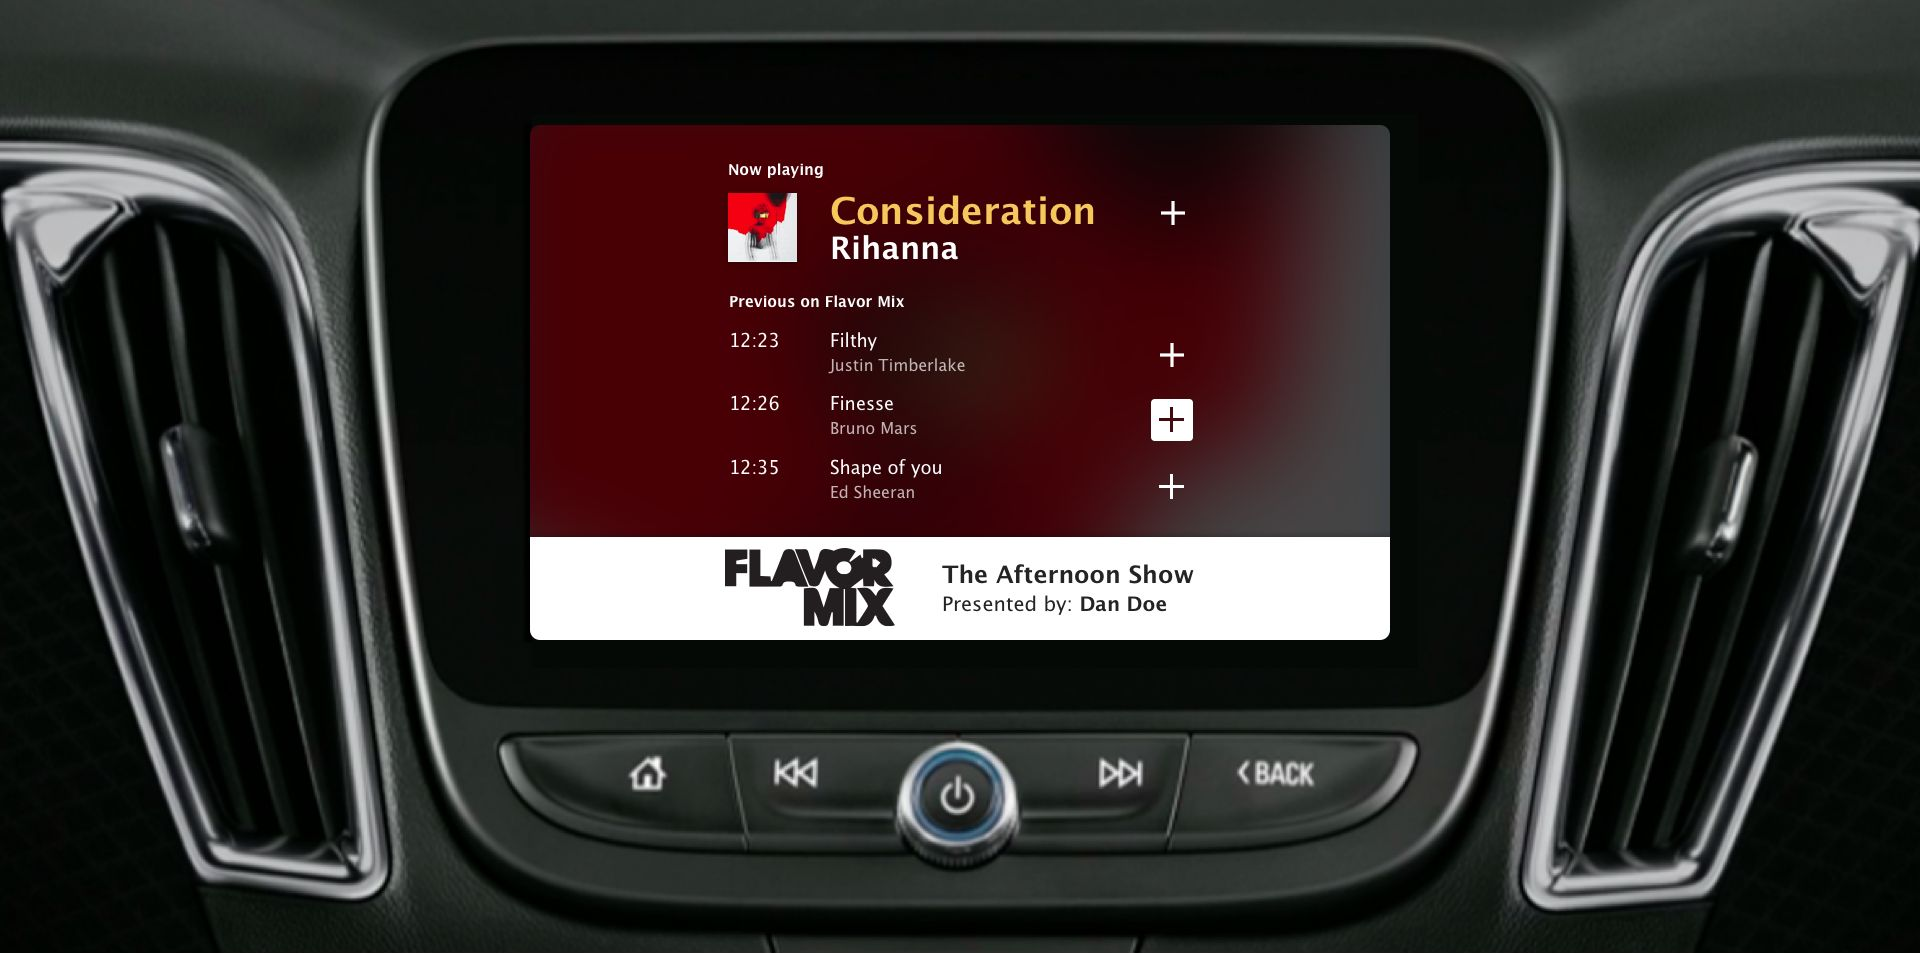 Now playing
Consideration
Rihanna
Previous on Flavor Mix
12:23 Filthy
Justin Timberlake
12:26 Finesse
Bruno Mars
12:35 Shape of you
Ed Sheeran
FLAVOR
MIX
The Afternoon Show
Presented by: Dan Doe
BACK